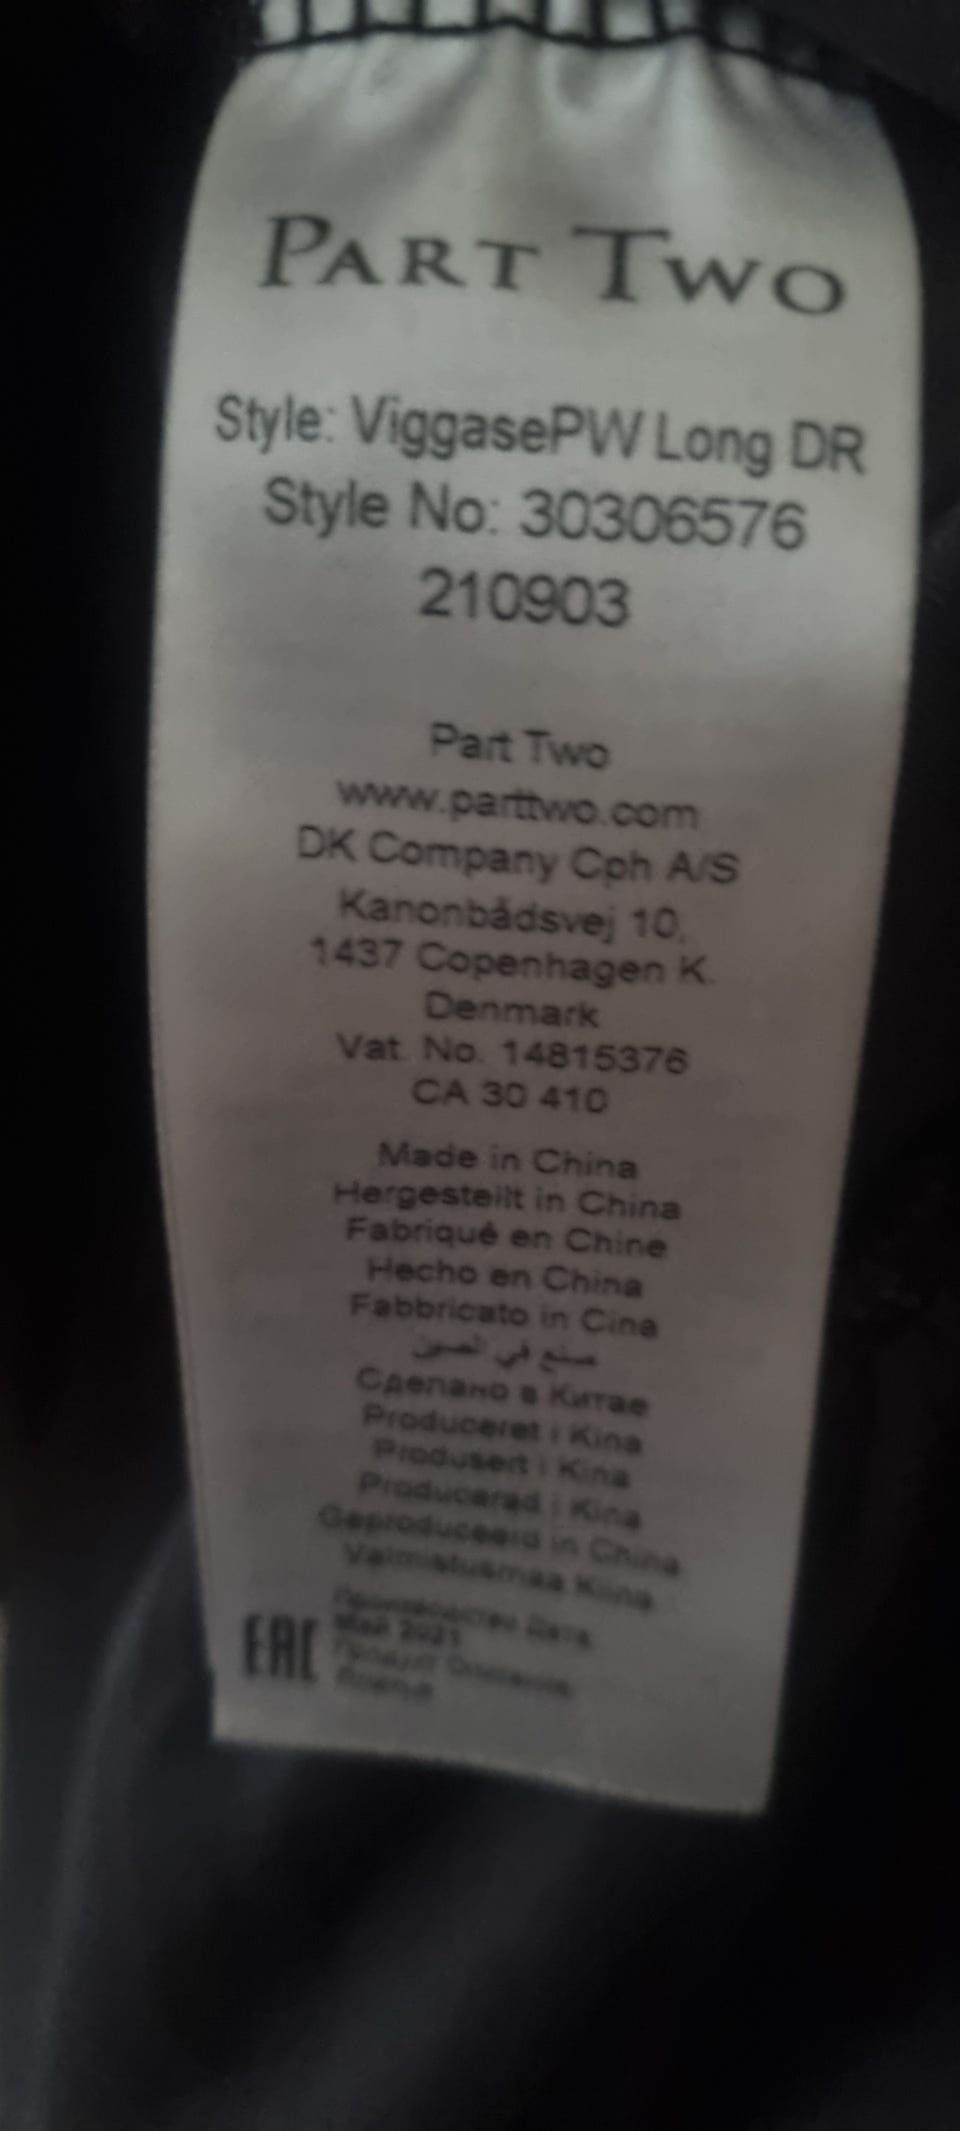 PART TWO
Style: ViggasePW Long DR
Style No: 30306576
210903
Part Two
www.parttwo.com
DK Company Cph A/S
Kanonbådsvej 10,
1437 Copenhagen K.
Denmark
Vat. No. 14815376
CA 30 410
Made in China
Hergestellt in China
Fabriqué en Chine
Hecho en China
Fabbricato in Cina
صنع في الصين
Сделано в Китае
Produceret i Kina
Produsert i Kina
Producerad i Kina
Geproduceerd in China
Valmistusmaa Kiina
EAC
Май 2021